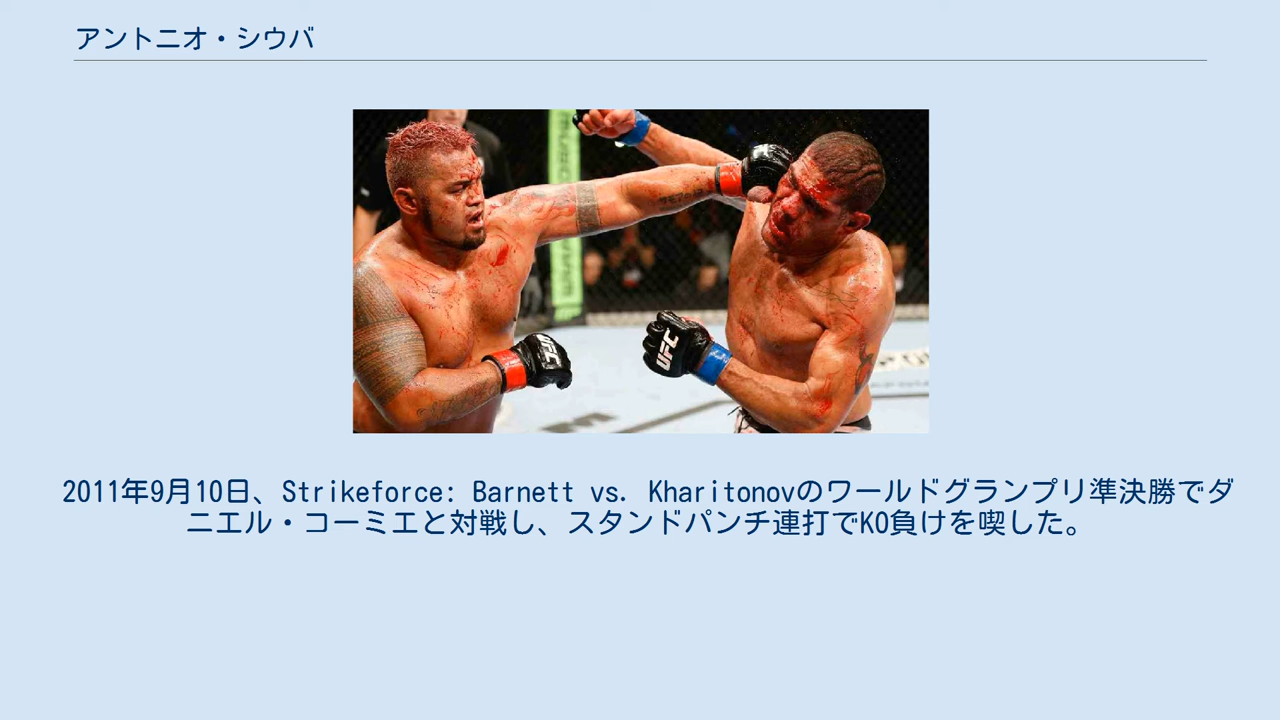 アントニオ・シウバ
UFC
UFC
2011年9月10日、Strikeforce: Barnett vs. Kharitonovのワールドグランプリ準決勝でダ
ニエル・コーミエと対戦し、スタンドパンチ連打でKO負けを喫した。